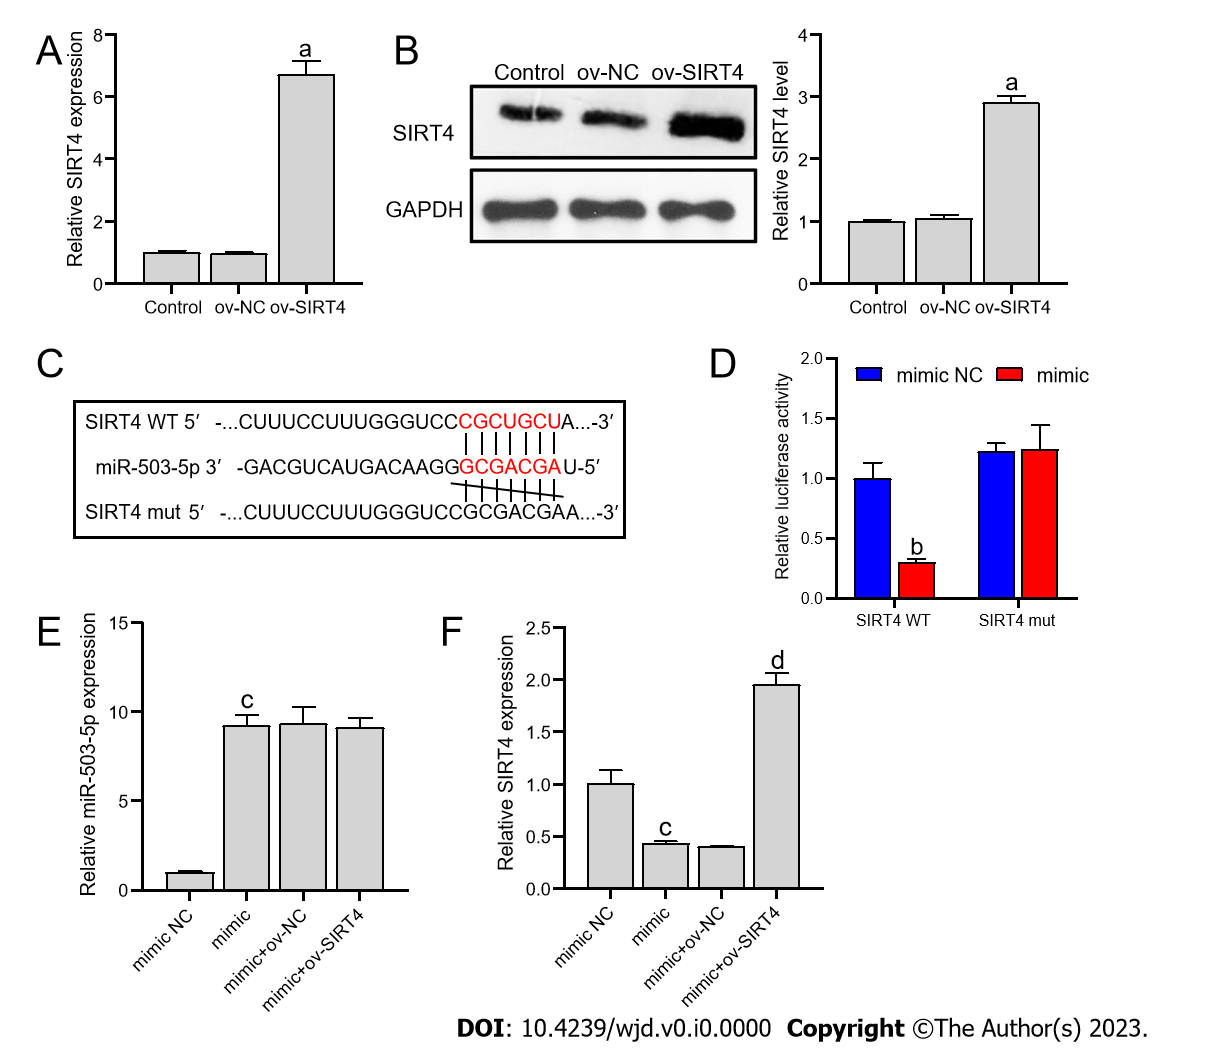 A
Relative SIRT4 expression
8
6
4
2
0
a
Control ov-NC ov-SIRT4
B
Control ov-NC ov-SIRT4
SIRT4
GAPDH
Relative SIRT4 level
4
3
2
1
0
a
Control ov-NC ov-SIRT4
C
SIRT4 WT 5′ -...CUUUCCUUUGGGUCCCGCUGCUA...-3′
miR-503-5p 3′ -GACGUCAUGACAAGGGCGACGAU-5′
SIRT4 mut 5′ -...CUUUCCUUUGGGUCCGCGACGAA...-3′
D
Relative luciferase activity
2.0
1.5
1.0
0.5
0.0
mimic NC mimic
b
SIRT4 WT SIRT4 mut
E
Relative miR-503-5p expression
15
10
5
0
c
mimic NC
mimic
mimic+ov-NC
mimic+ov-SIRT4
F
Relative SIRT4 expression
2.5
2.0
1.5
1.0
0.5
0.0
c
d
mimic NC
mimic
mimic+ov-NC
mimic+ov-SIRT4
DOI: 10.4239/wjd.v0.i0.0000 Copyright ©The Author(s) 2023.